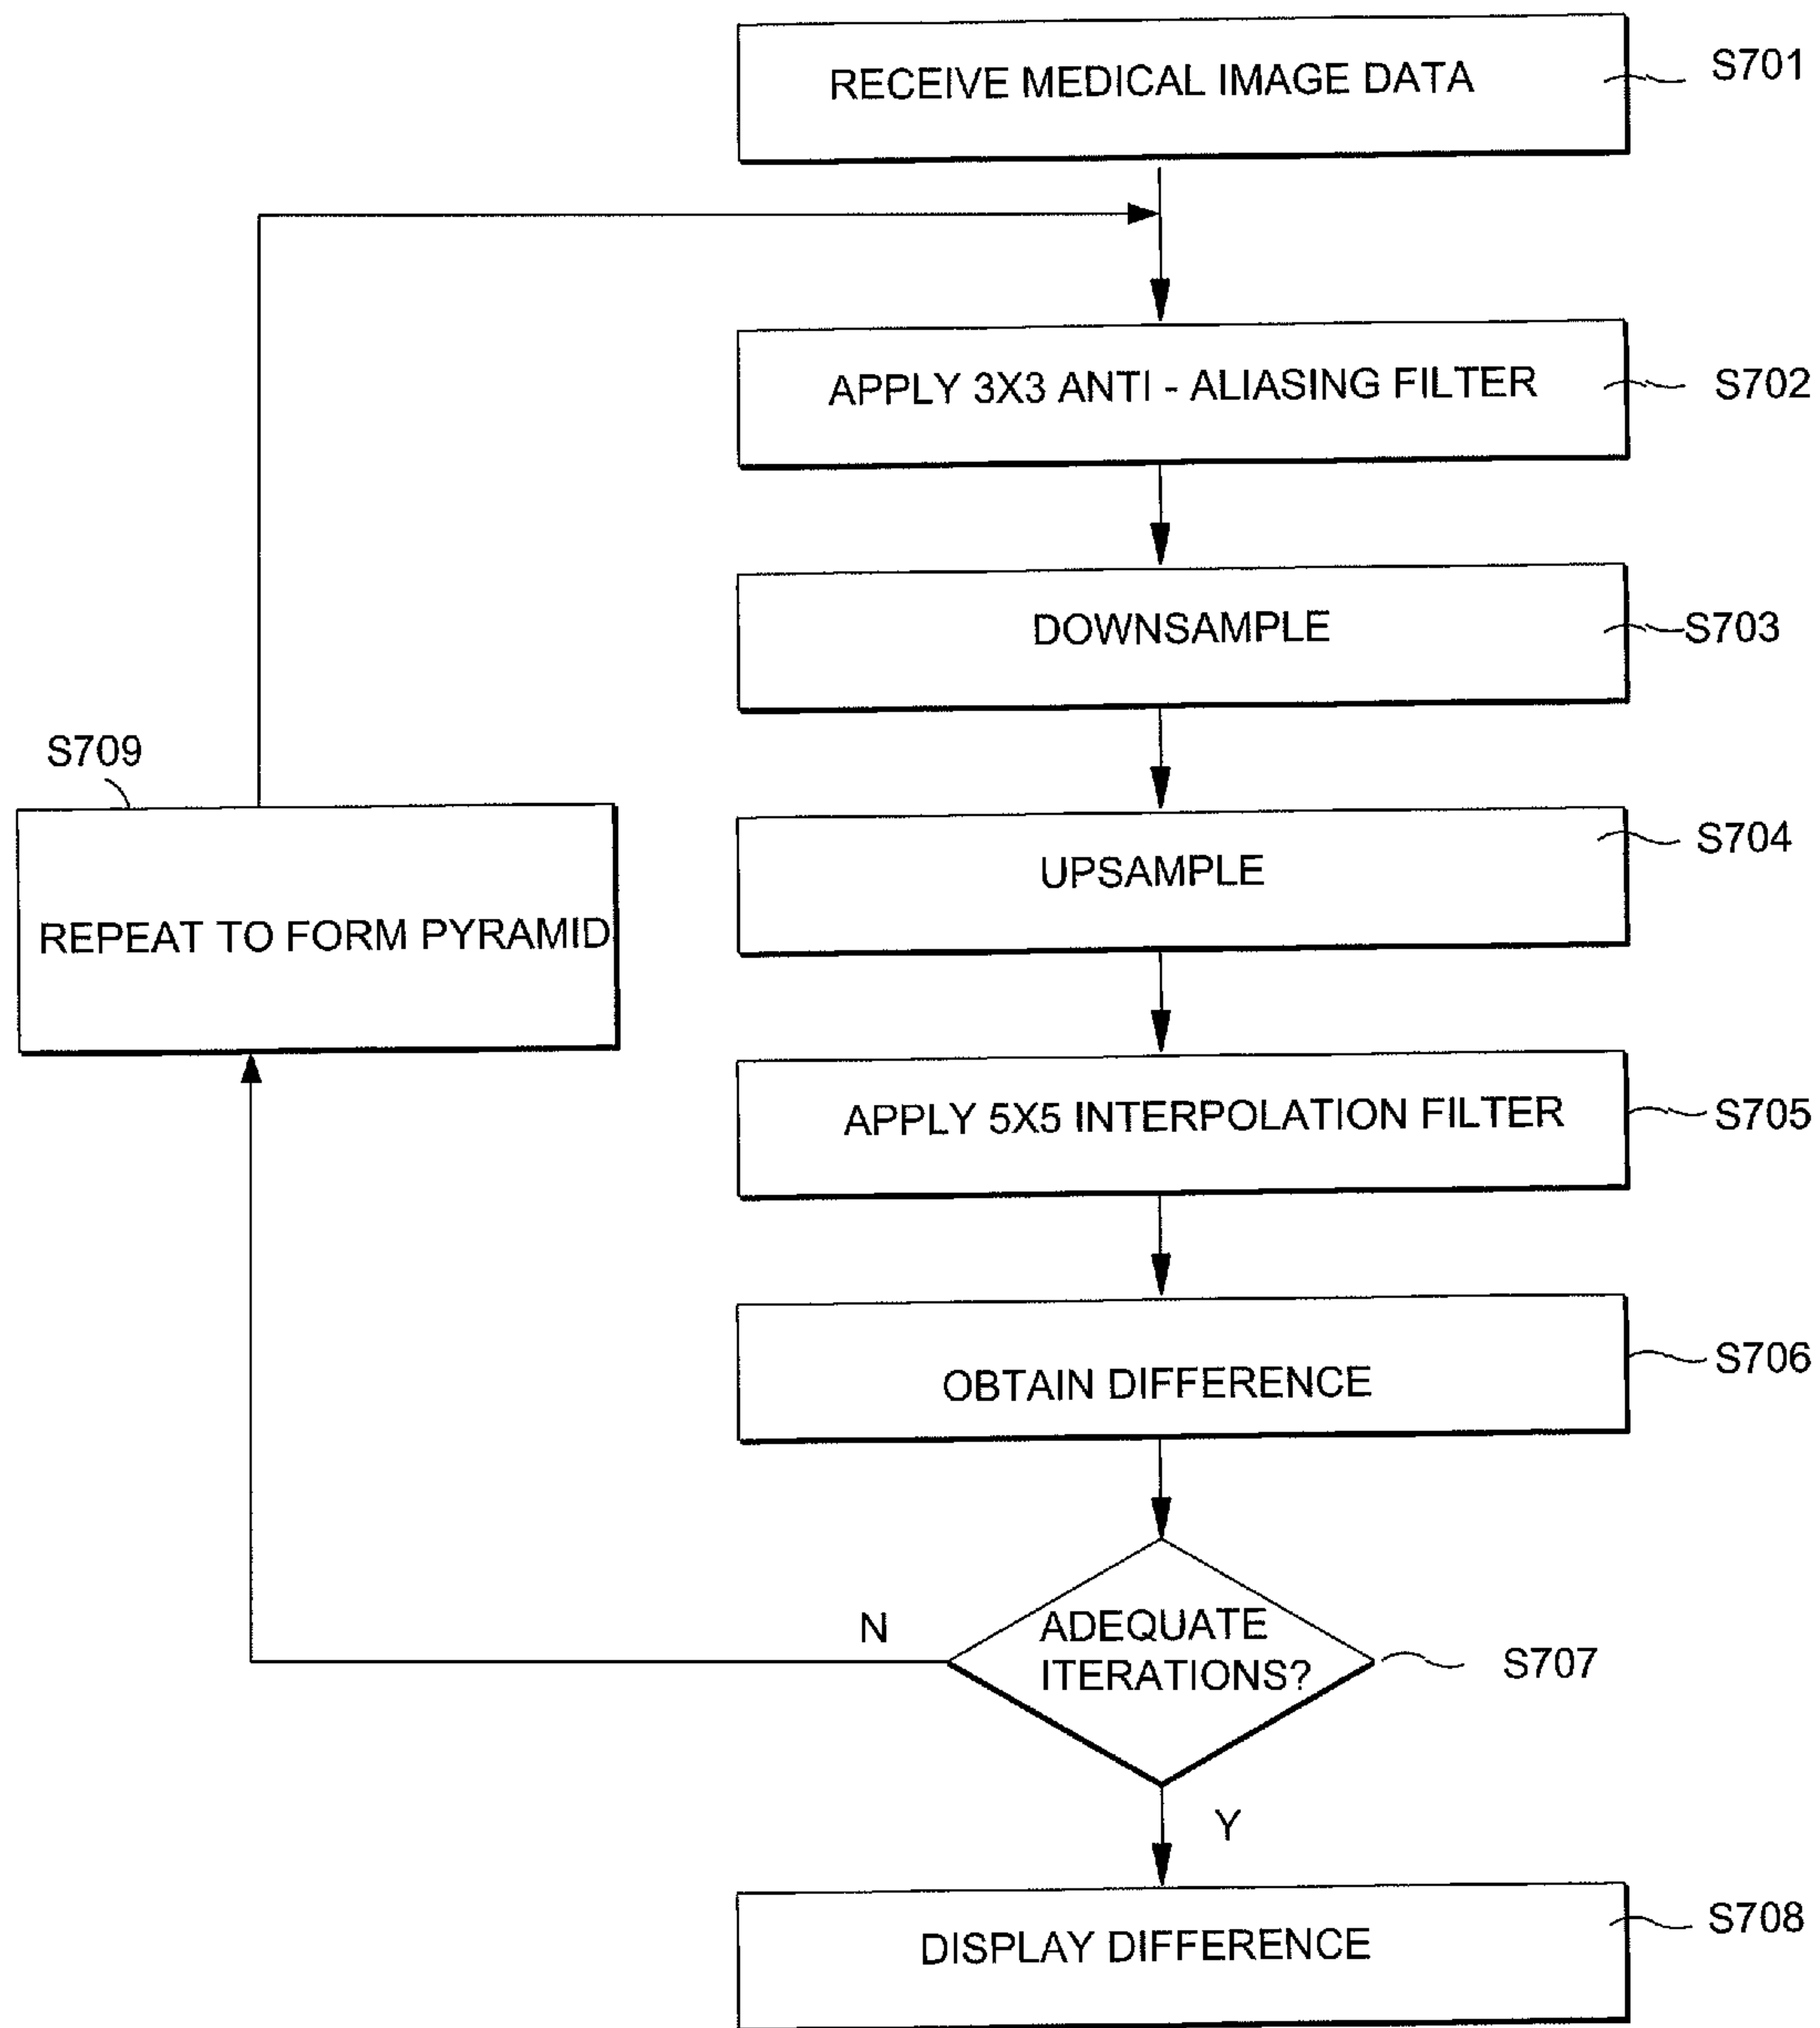 RECEIVE MEDICAL IMAGE DATA
S701
APPLY 3X3 ANTI - ALIASING FILTER
S702
DOWNSAMPLE
S703
S709
REPEAT TO FORM PYRAMID
UPSAMPLE
S704
APPLY 5X5 INTERPOLATION FILTER
S705
OBTAIN DIFFERENCE
S706
N
ADEQUATE
ITERATIONS?
S707
Y
DISPLAY DIFFERENCE
S708